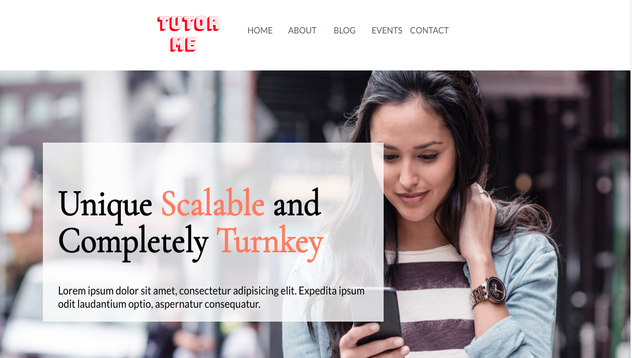 TUTOR
ME
HOME ABOUT BLOG EVENTS CONTACT
Unique Scalable and
Completely Turnkey
Lorem ipsum dolor sit amet, consectetur adipisicing elit. Expedita ipsum
odit laudantium optio, aspernatur consequatur.